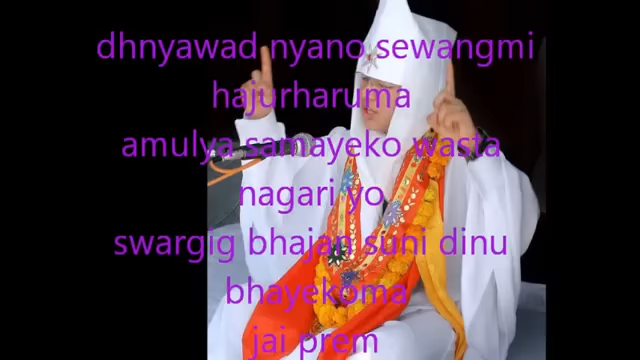 dhnyawad nyano sewangmi
hajurharuma
amulya samayeko wasta
nagari yo
swargig bhajan suni dinu
bhayekoma
jai prem